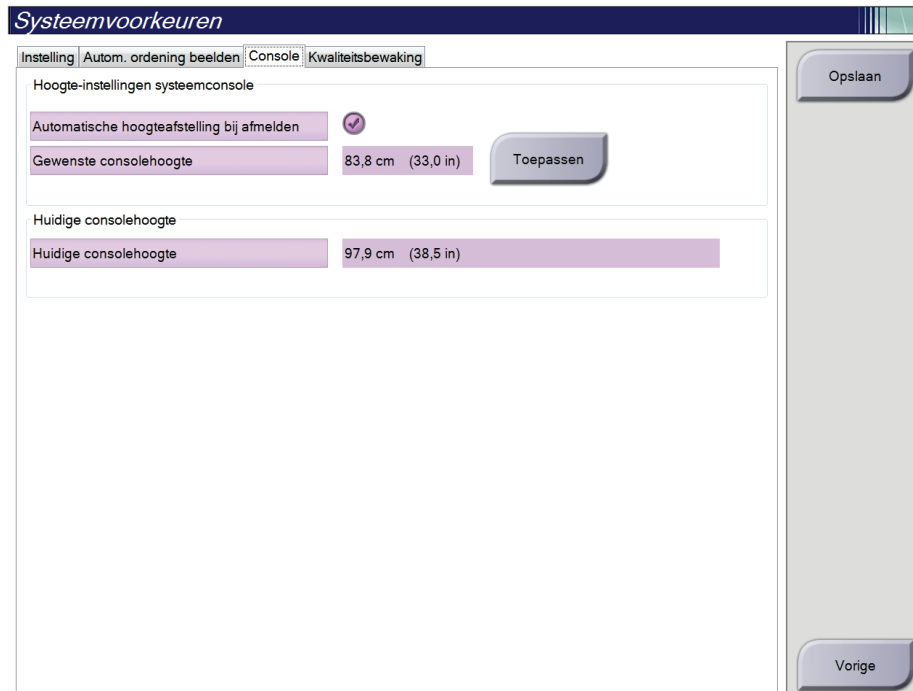 Systeemvoorkeuren
Instelling Autom. ordening beelden Console Kwaliteitsbewaking
Opslaan
Hoogte-instellingen systeemconsole
Automatische hoogteafstelling bij afmelden
Gewenste consolehoogte 83,8 cm (33,0 in) Toepassen
Huidige consolehoogte
Huidige consolehoogte 97,9 cm (38,5 in)
Vorige